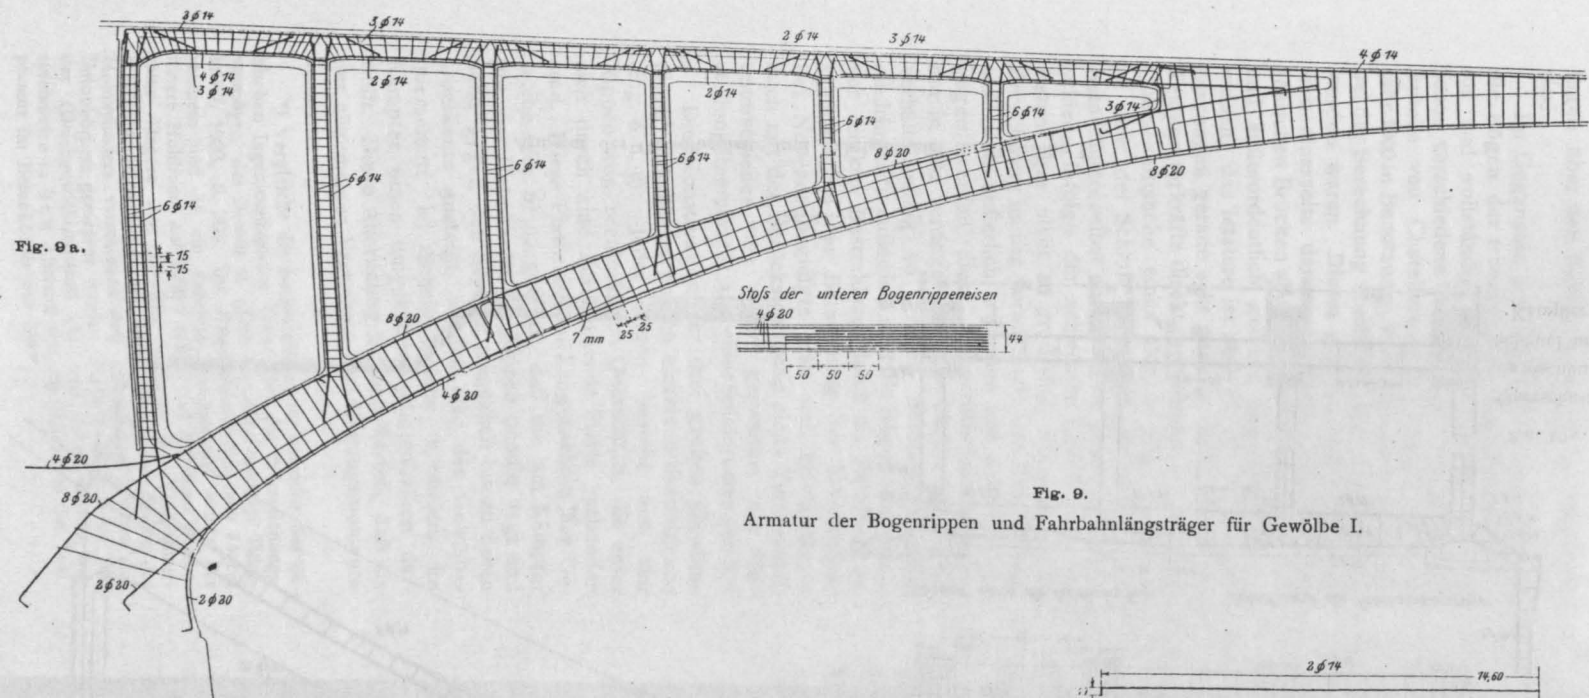 3 ϕ 14
3 ϕ 14
2 ϕ 14
3 ϕ 14
4 ϕ 14
4 ϕ 14
3 ϕ 14
2 ϕ 14
2 ϕ 14
3 ϕ 14
6 ϕ 14
6 ϕ 14
6 ϕ 14
6 ϕ 14
6 ϕ 14
6 ϕ 14
6 ϕ 14
6 ϕ 14
8 ϕ 20
8 ϕ 20
Fig. 9 a.
15
15
Stoſs der unteren Bogenrippeneisen
4 ϕ 20
44
50 50 50
8 ϕ 20
7 mm
25 25
4 ϕ 20
4 ϕ 20
8 ϕ 20
Fig. 9.
Armatur der Bogenrippen und Fahrbahnlängsträger für Gewölbe I.
2 ϕ 20
2 ϕ 20
2 ϕ 14
14,60